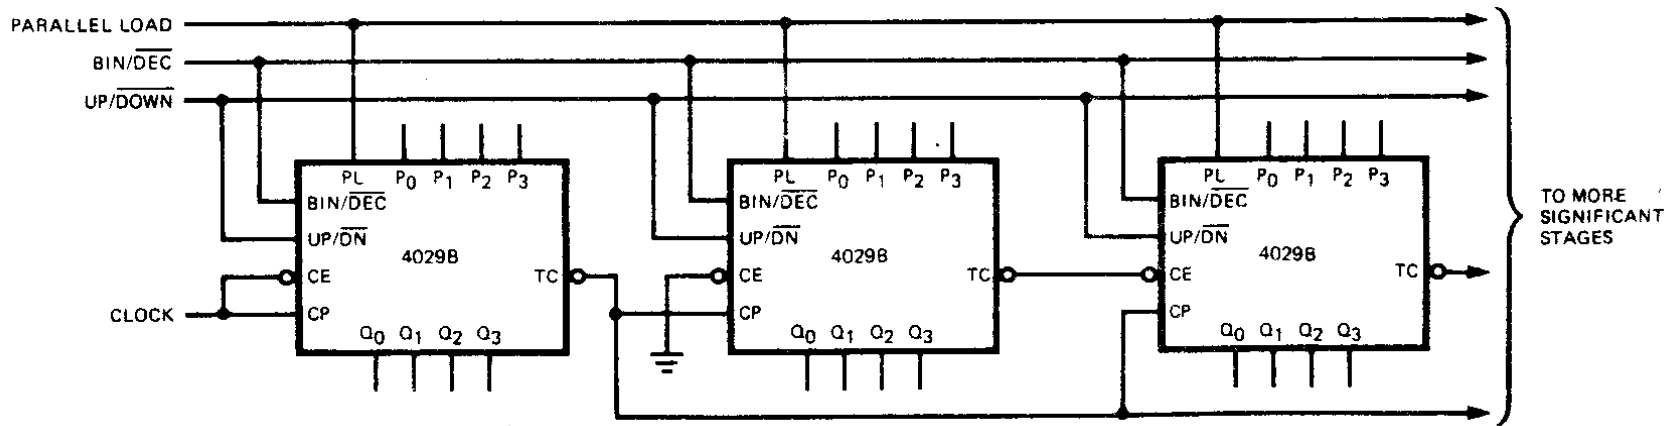 PARALLEL LOAD
BIN/DEC
UP/DOWN
CLOCK
PL P0 P1 P2 P3
BIN/DEC
UP/DN
4029B
CE
TC
CP
Q0 Q1 Q2 Q3
PL P0 P1 P2 P3
BIN/DEC
UP/DN
4029B
CE
TC
CP
Q0 Q1 Q2 Q3
PL P0 P1 P2 P3
BIN/DEC
UP/DN
4029B
CE
TC
CP
Q0 Q1 Q2 Q3
TO MORE
SIGNIFICANT
STAGES